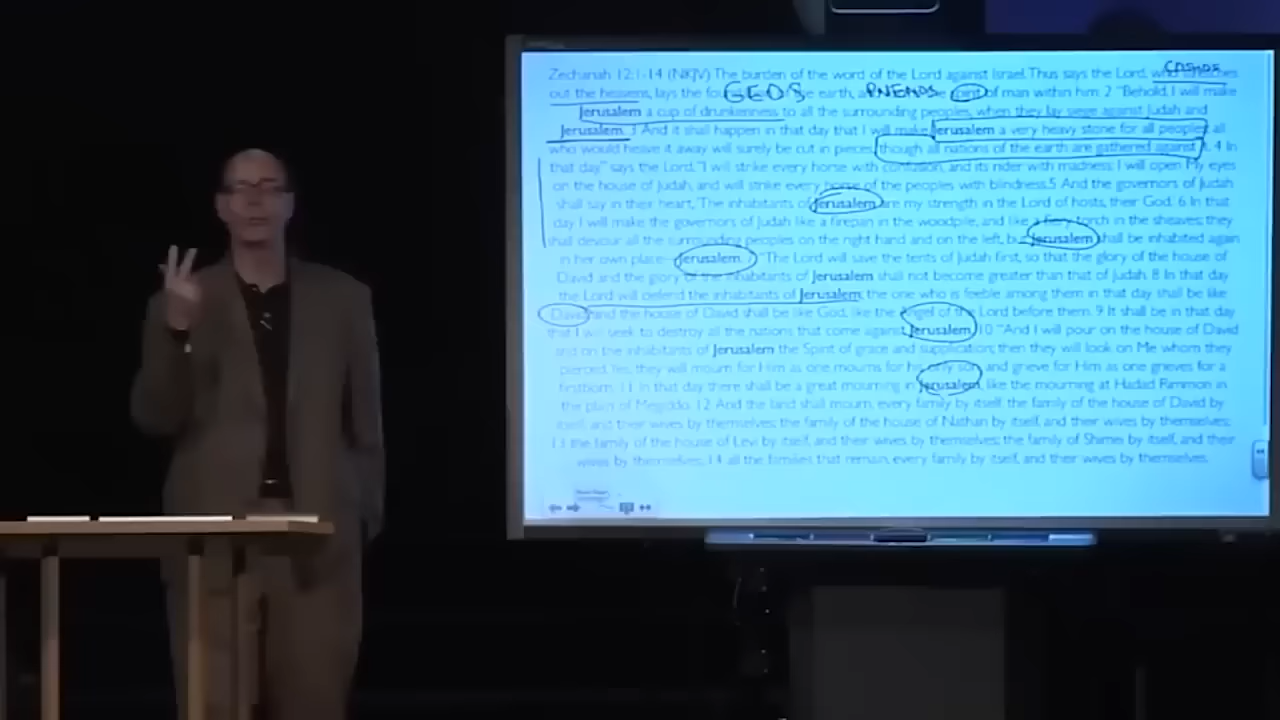 COSMOS
Zechariah 12:1-14 (NKJV) The burden of the word of the Lord against Israel. Thus says the Lord, who stretches
GEOS PNEMOS
out the heavens, lays the earth, spirit of man within him: 2 "Behold, I will make
Jerusalem a cup of drunkenness to all the surrounding peoples, when they lay siege against Judah and
Jerusalem. 3 And it shall happen in that day that I will make Jerusalem a very heavy stone for all peoples; all
who would heave it away will surely be cut in pieces, though all nations of the earth are gathered against it. 4 In
that day," says the Lord, "I will strike every horse with confusion, and its rider with madness; I will open My eyes
on the house of Judah, and will strike every horse of the peoples with blindness. 5 And the governors of Judah
shall say in their heart, 'The inhabitants of Jerusalem are my strength in the Lord of hosts, their God.' 6 In that
day I will make the governors of Judah like a firepan in the woodpile, and like a fiery torch in the sheaves; they
shall devour all the surrounding peoples on the right hand and on the left, but Jerusalem shall be inhabited again
in her own place— Jerusalem. 7 "The Lord will save the tents of Judah first, so that the glory of the house of
David and the glory of the inhabitants of Jerusalem shall not become greater than that of Judah. 8 In that day
the Lord will defend the inhabitants of Jerusalem; the one who is feeble among them in that day shall be like
David, and the house of David shall be like God, like the Angel of the Lord before them. 9 It shall be in that day
that I will seek to destroy all the nations that come against Jerusalem. 10 "And I will pour on the house of David
and on the inhabitants of Jerusalem the Spirit of grace and supplication; then they will look on Me whom they
pierced. Yes, they will mourn for Him as one mourns for his only son, and grieve for Him as one grieves for a
firstborn. 11 In that day there shall be a great mourning in Jerusalem, like the mourning at Hadad Rimmon in
the plain of Megiddo. 12 And the land shall mourn, every family by itself: the family of the house of David by
itself, and their wives by themselves; the family of the house of Nathan by itself, and their wives by themselves;
13 the family of the house of Levi by itself, and their wives by themselves; the family of Shimei by itself, and their
wives by themselves; 14 all the families that remain, every family by itself, and their wives by themselves.